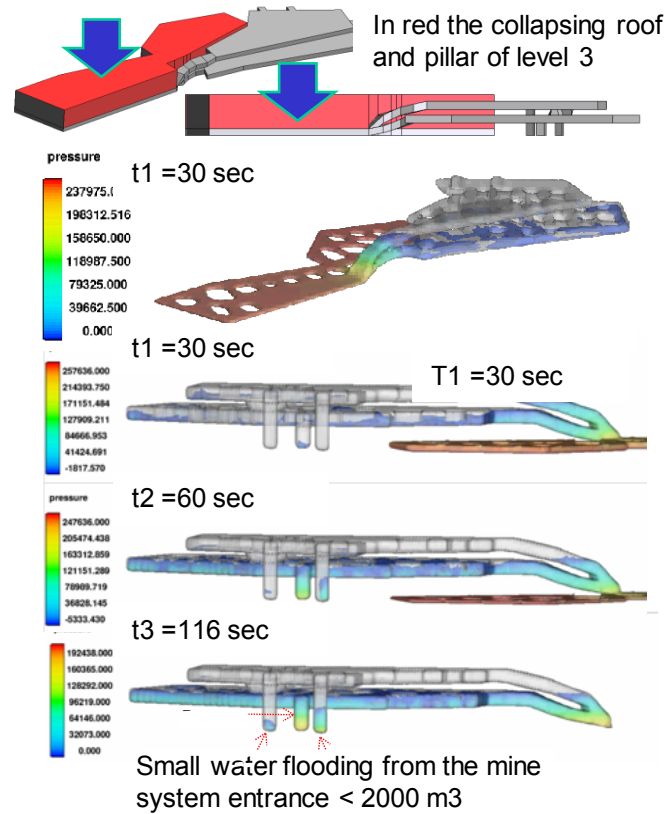 In red the collapsing roof
and pillar of level 3
pressure
t1 =30 sec
237975.(
198312.516
158650.000
118987.500
79325.000
39662.500
0.000
t1 =30 sec
T1 =30 sec
257636.000
214393.750
171151.484
127909.211
84666.953
41424.691
-1817.570
pressure
t2 =60 sec
247636.000
205474.438
163312.859
121151.289
78989.719
36828.145
-5333.430
t3 =116 sec
192438.000
160365.000
128292.000
96219.000
64146.000
32073.000
0.000
Small water flooding from the mine
system entrance < 2000 m3